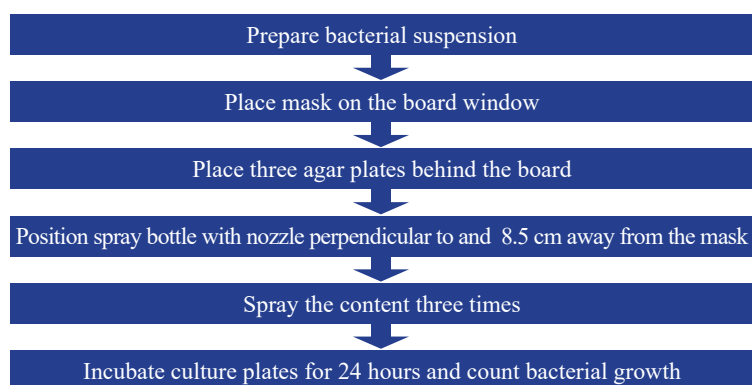 Prepare bacterial suspension
Place mask on the board window
Place three agar plates behind the board
Position spray bottle with nozzle perpendicular to and 8.5 cm away from the mask
Spray the content three times
Incubate culture plates for 24 hours and count bacterial growth